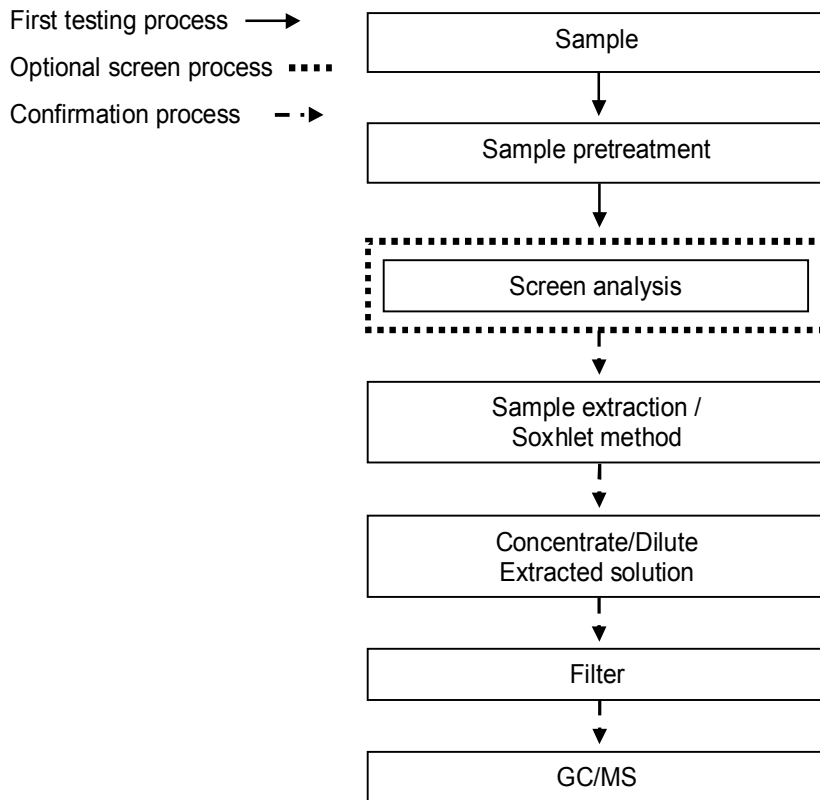 First testing process
Optional screen process
Confirmation process
Sample
Sample pretreatment
Screen analysis
Sample extraction /
Soxhlet method
Concentrate/Dilute
Extracted solution
Filter
GC/MS